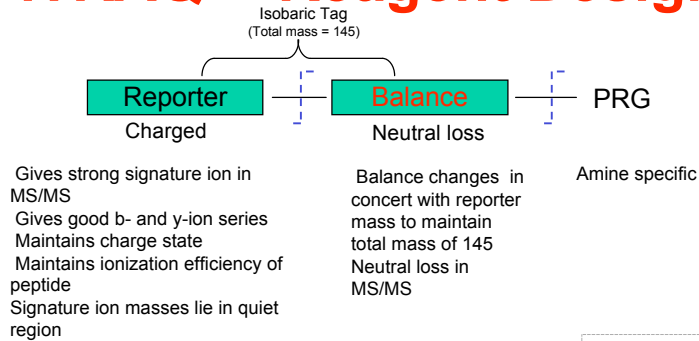 Isobaric Tag
(Total mass = 145)
Reporter
Balance
PRG
Charged
Neutral loss
Gives strong signature ion in
MS/MS
Gives good b- and y-ion series
Maintains charge state
Maintains ionization efficiency of
peptide
Signature ion masses lie in quiet
region
Balance changes in
concert with reporter
mass to maintain
total mass of 145
Neutral loss in
MS/MS
Amine specific